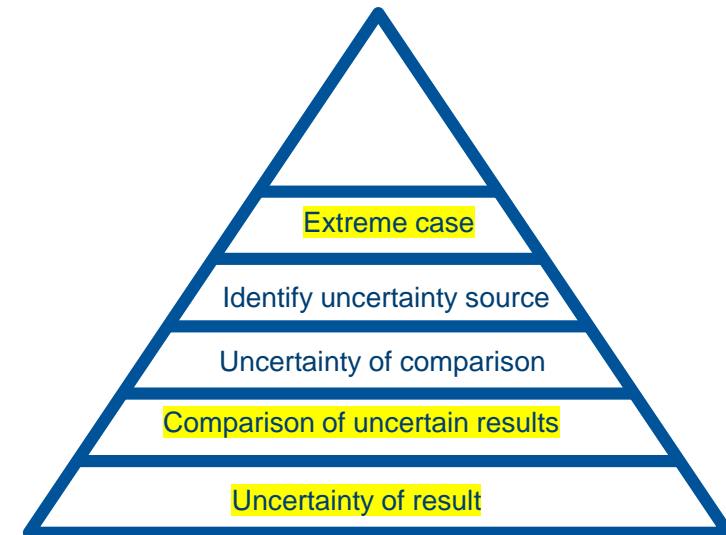 Extreme case
Identify uncertainty source
Uncertainty of comparison
Comparison of uncertain results
Uncertainty of result